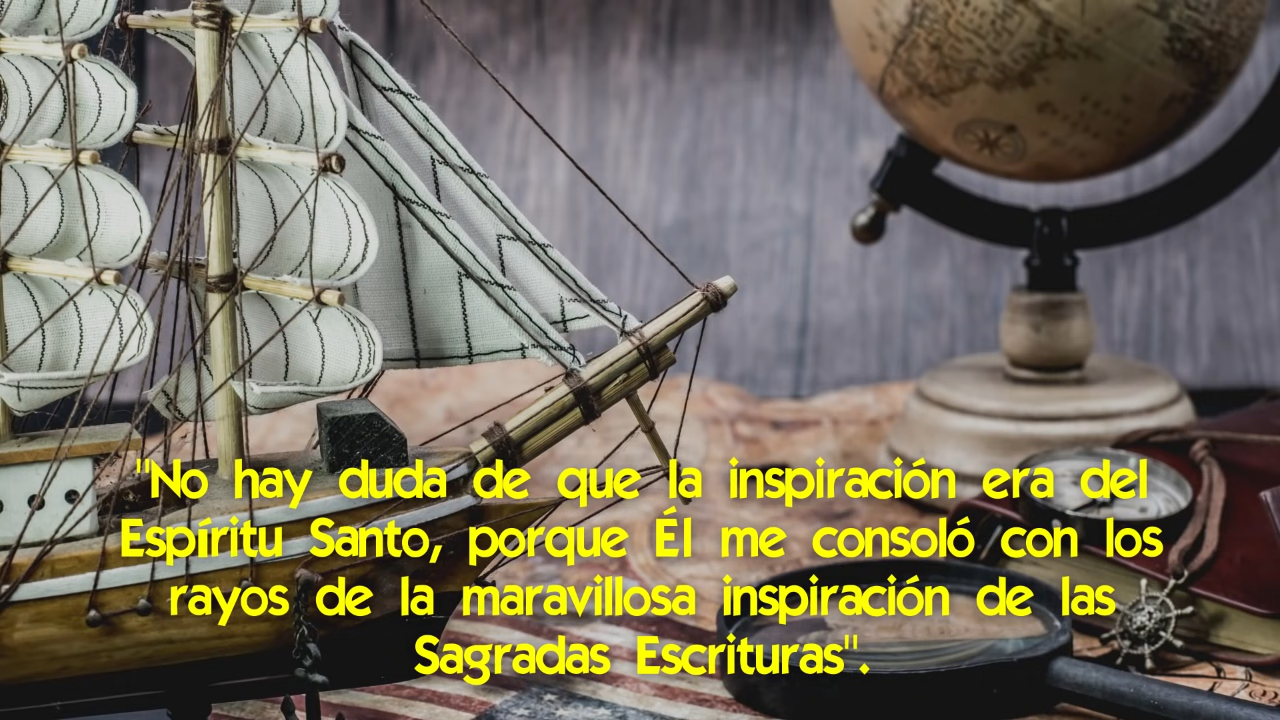 "No hay duda de que la inspiración era del
Espíritu Santo, porque Él me consoló con los
rayos de la maravillosa inspiración de las
Sagradas Escrituras".